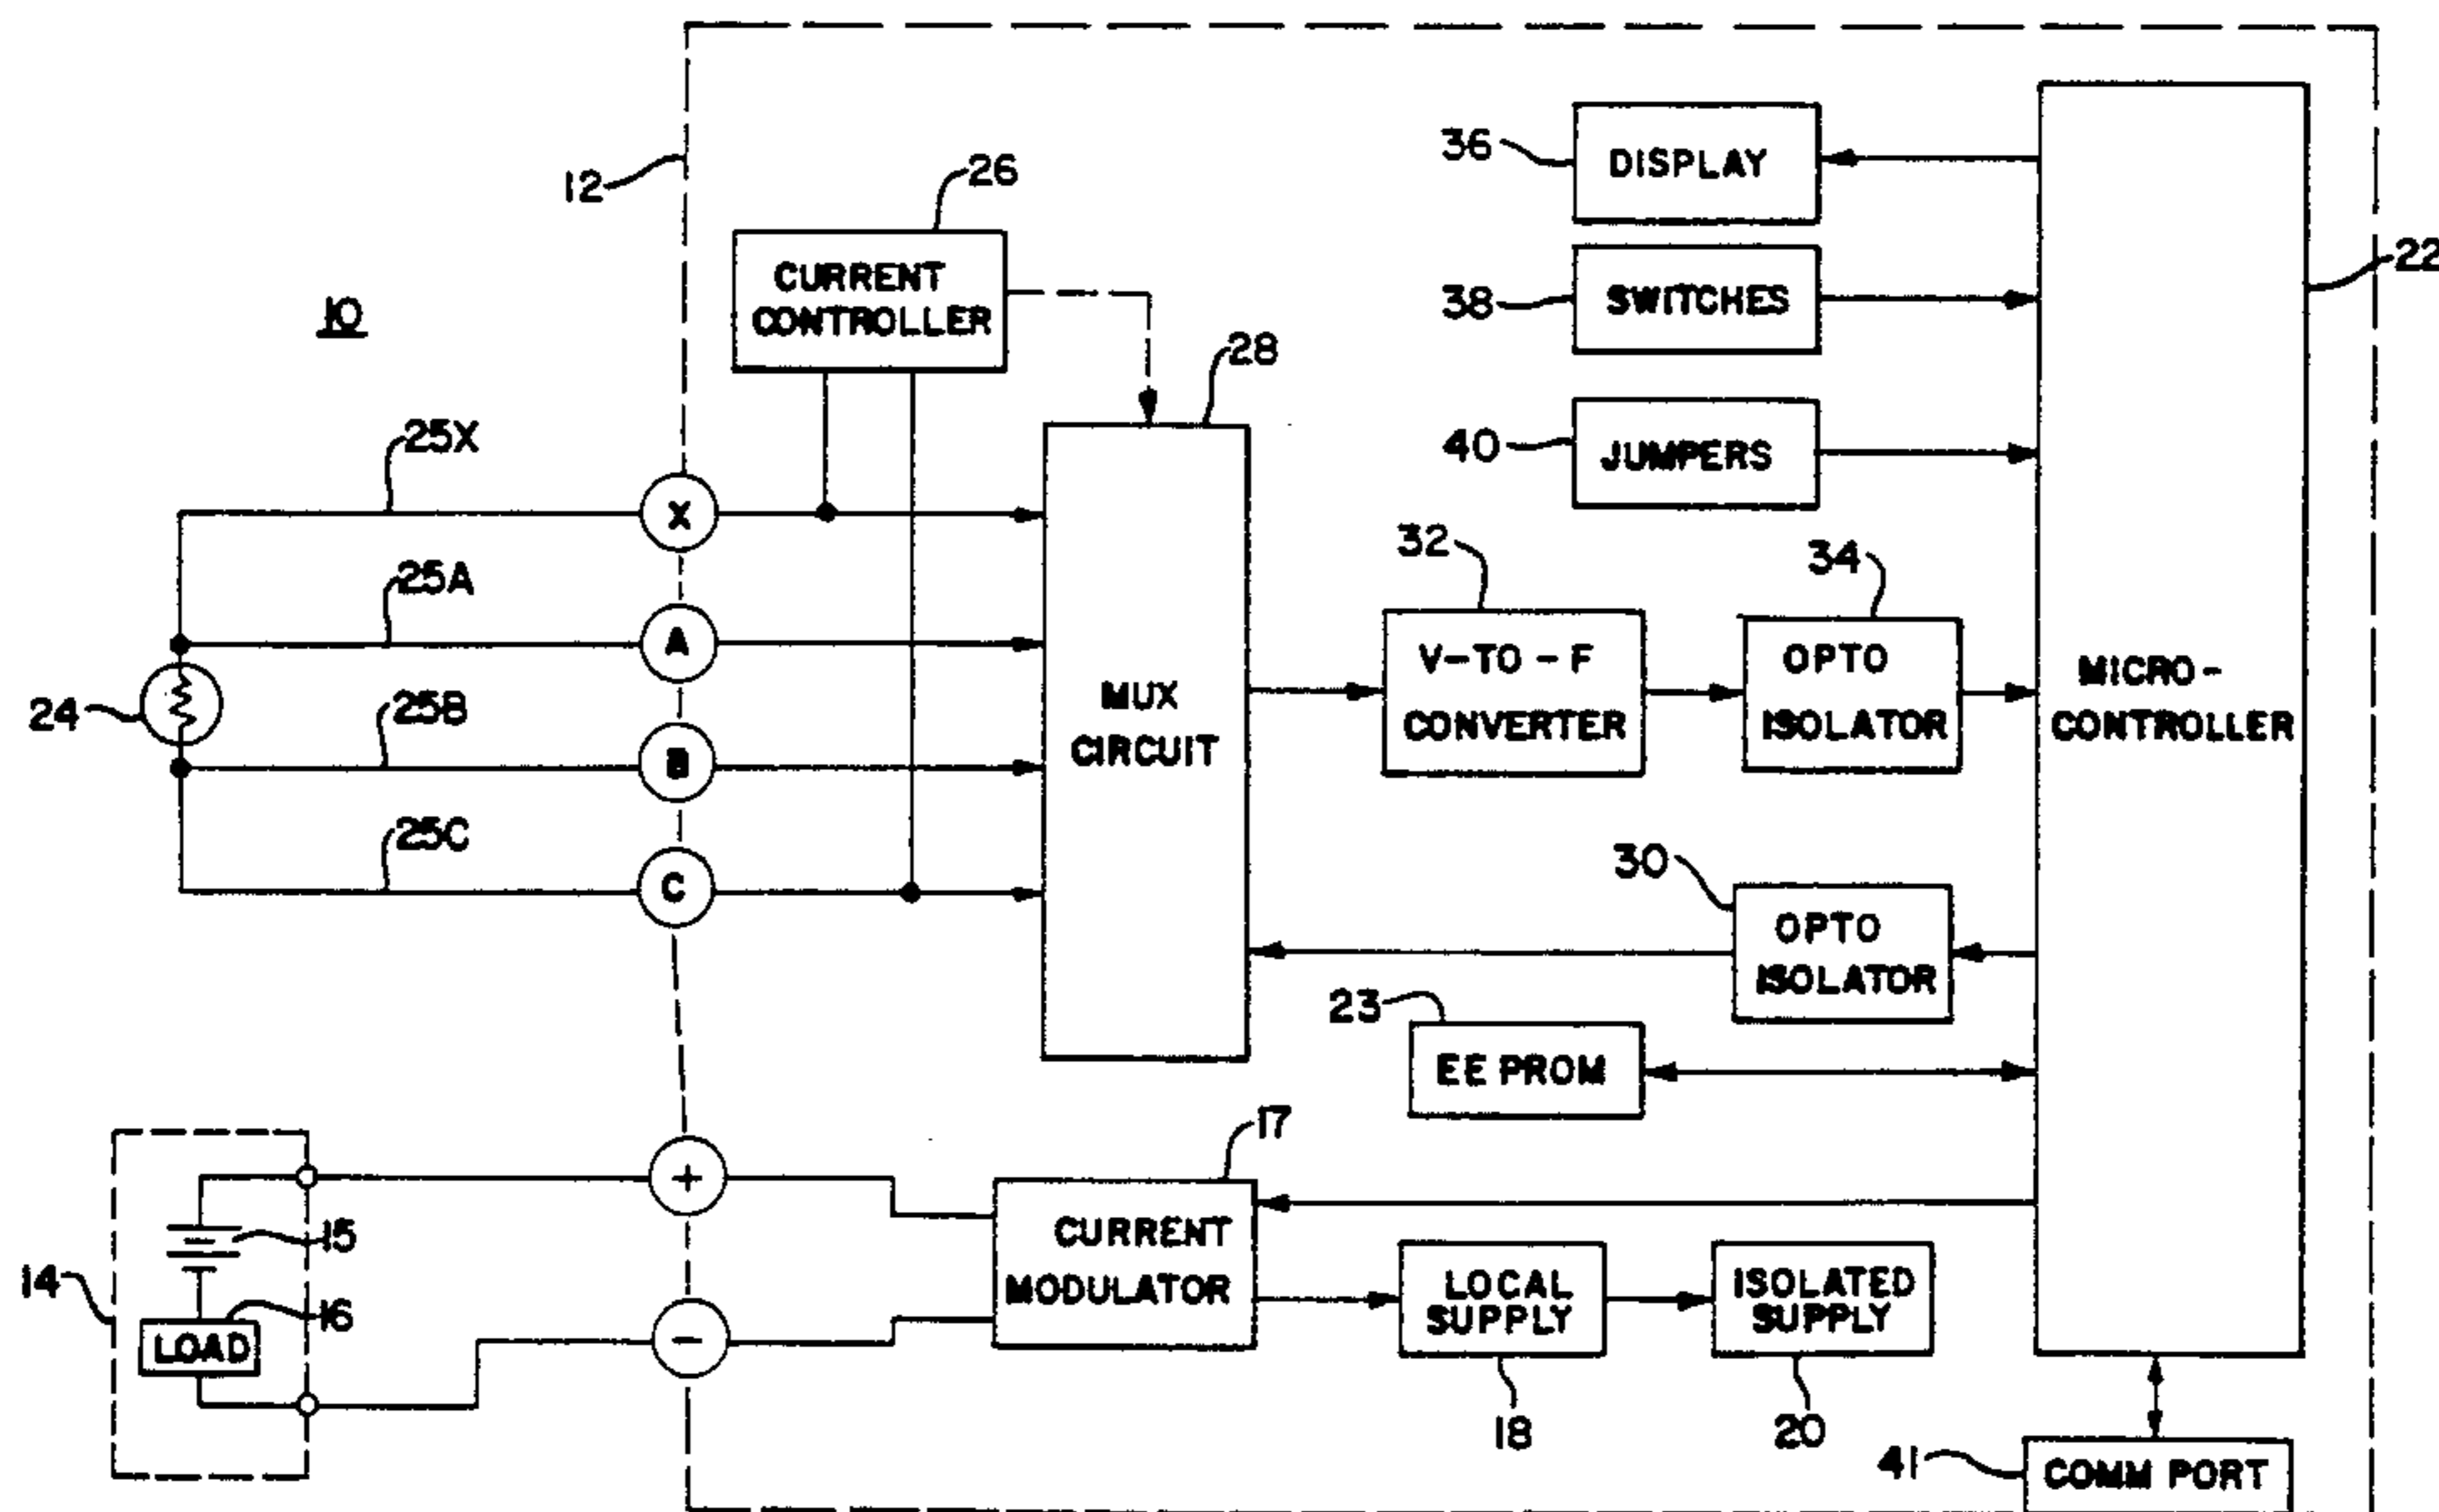 36
DISPLAY
12
26
CURRENT
CONTROLLER
22
10
38
SWITCHES
28
25X
40
JUMPERS
X
32
34
25A
A
V-TO-F
CONVERTER
OPTO
ISOLATOR
MICRO-
CONTROLLER
24
25B
B
MUX
CIRCUIT
25C
C
30
OPTO
ISOLATOR
23
EEPROM
17
+
15
CURRENT
MODULATOR
14
16
LOAD
-
LOCAL
SUPPLY
ISOLATED
SUPPLY
18
20
41
COMM PORT